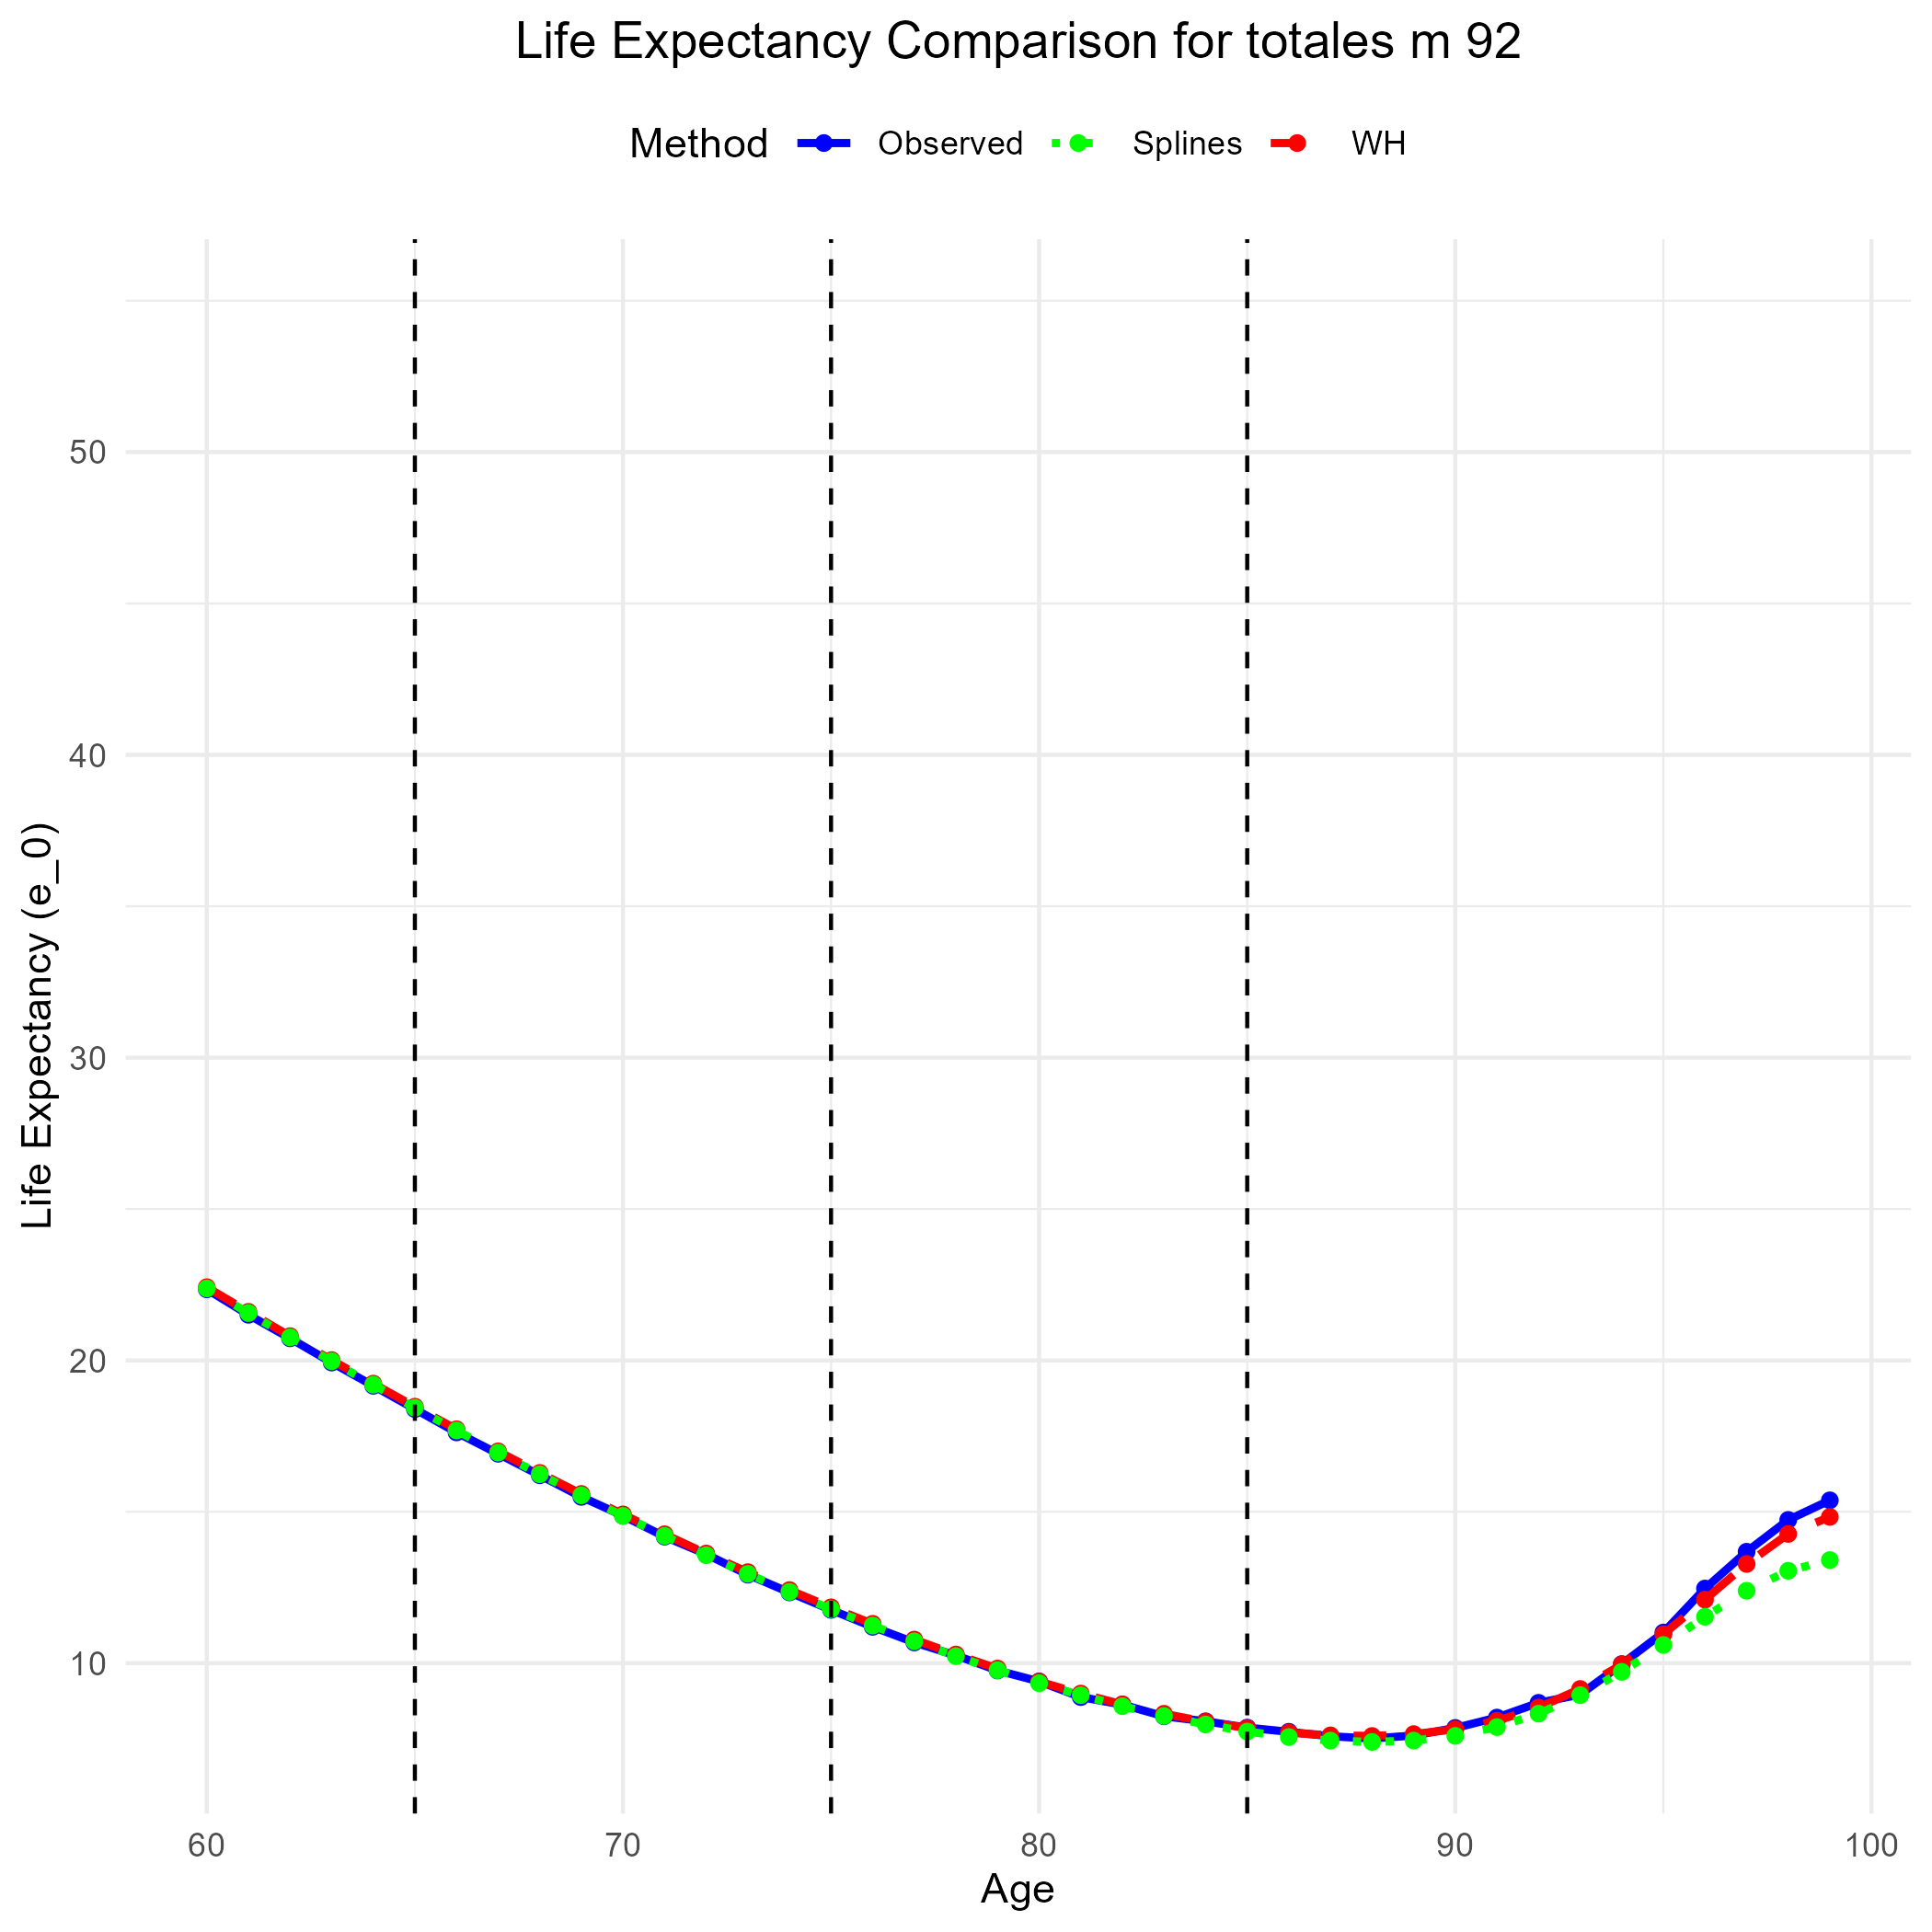 Life Expectancy Comparison for totales m 92
Method Observed Splines WH
Life Expectancy (e_0)
50
40
30
20
10
60 70 80 90 100
Age